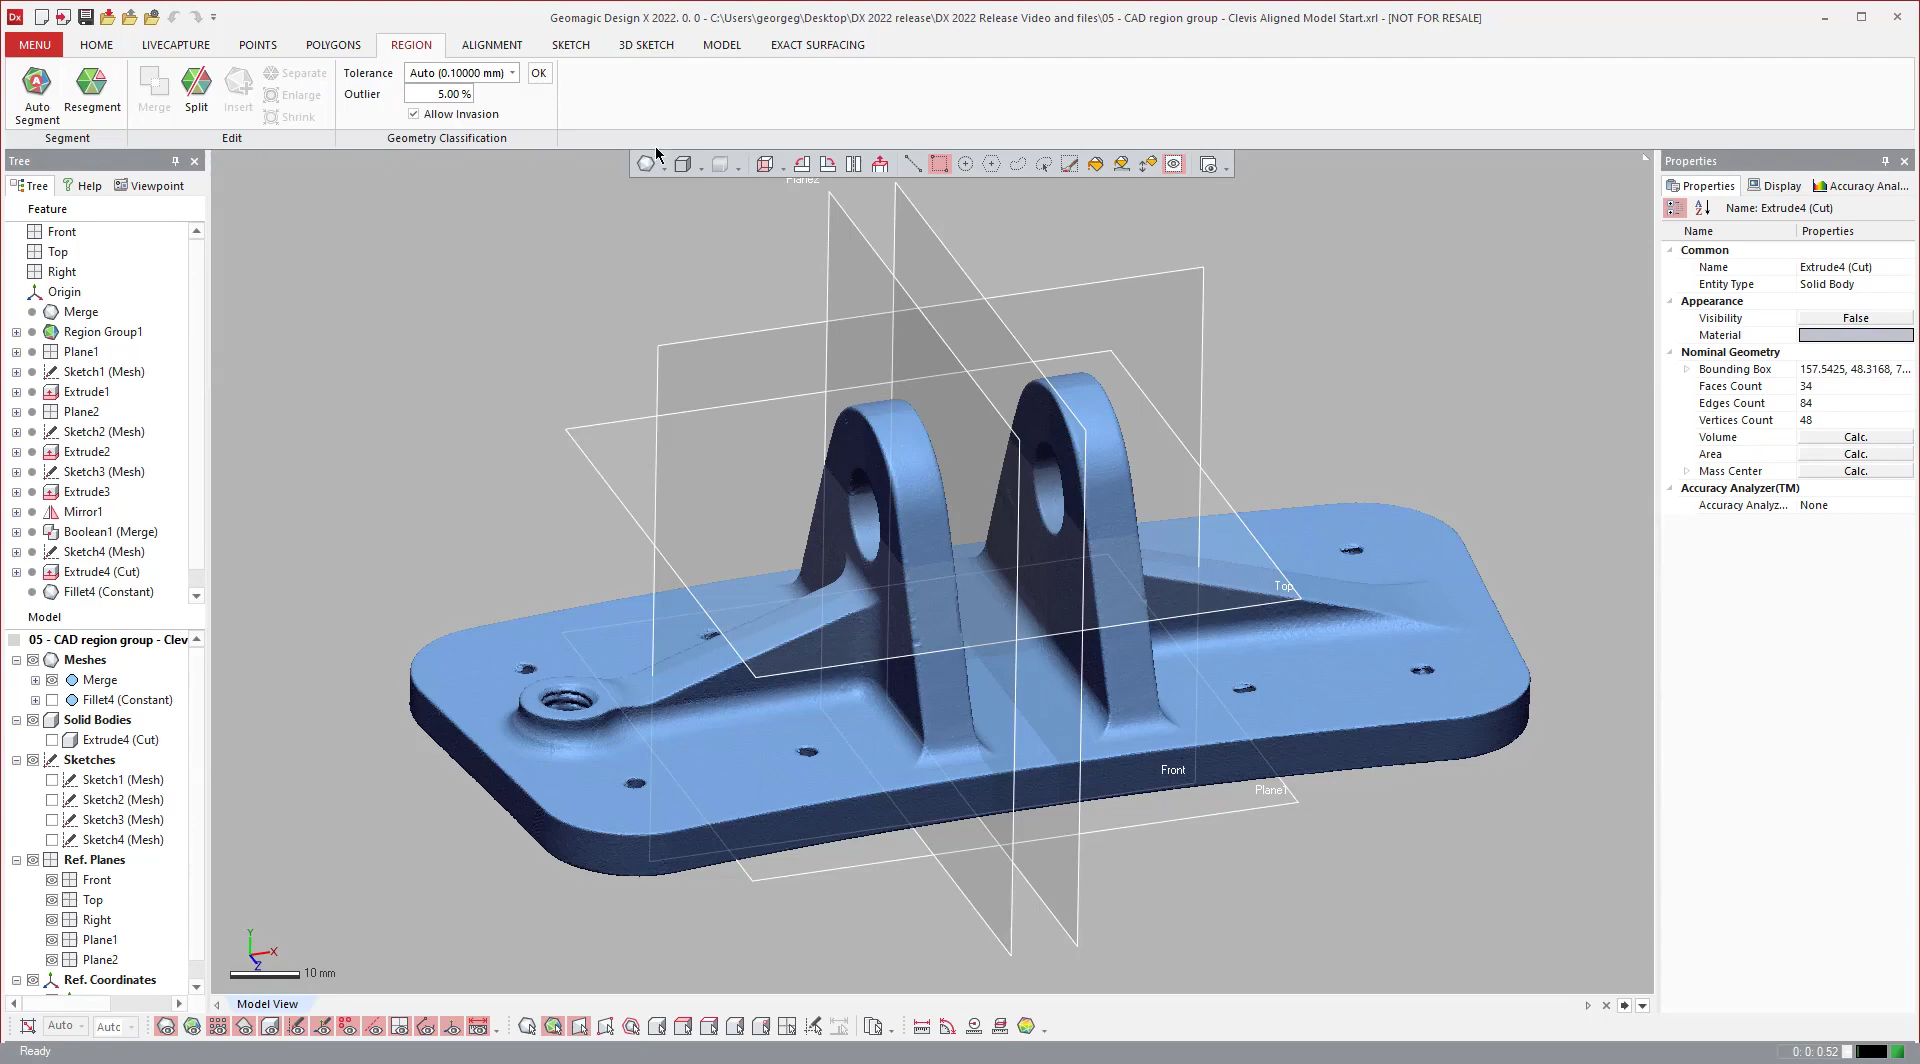 Dx
Geomagic Design X 2022. 0. 0 - C:\Users\georgeg\Desktop\DX 2022 release\DX 2022 Release Video and files\05 - CAD region group - Clevis Aligned Model Start.xrl - [NOT FOR RESALE]
MENU HOME LIVECAPTURE POINTS POLYGONS REGION ALIGNMENT SKETCH 3D SKETCH MODEL EXACT SURFACING
Auto Segment
Resegment
Merge
Split
Insert
Separate
Enlarge
Shrink
Tolerance Auto (0.10000 mm) OK
Outlier 5.00 %
Allow Invasion
Segment Edit Geometry Classification
Tree
Tree Help Viewpoint
Feature
Front
Top
Right
Origin
Merge
Region Group1
Plane1
Sketch1 (Mesh)
Extrude1
Plane2
Sketch2 (Mesh)
Extrude2
Sketch3 (Mesh)
Extrude3
Mirror1
Boolean1 (Merge)
Sketch4 (Mesh)
Extrude4 (Cut)
Fillet4 (Constant)
Model
05 - CAD region group - Clev
Meshes
Merge
Fillet4 (Constant)
Solid Bodies
Extrude4 (Cut)
Sketches
Sketch1 (Mesh)
Sketch2 (Mesh)
Sketch3 (Mesh)
Sketch4 (Mesh)
Ref. Planes
Front
Top
Right
Plane1
Plane2
Ref. Coordinates
Plane2
Top
Front
Plane1
Y
X
Z
10 mm
Model View
Auto Auto
Ready
0: 0: 0.52
Properties
Properties Display Accuracy Anal...
Name: Extrude4 (Cut)
Name Properties
Common
Name Extrude4 (Cut)
Entity Type Solid Body
Appearance
Visibility False
Material
Nominal Geometry
Bounding Box 157.5425, 48.3168, 7...
Faces Count 34
Edges Count 84
Vertices Count 48
Volume Calc.
Area Calc.
Mass Center Calc.
Accuracy Analyzer(TM)
Accuracy Analyz... None